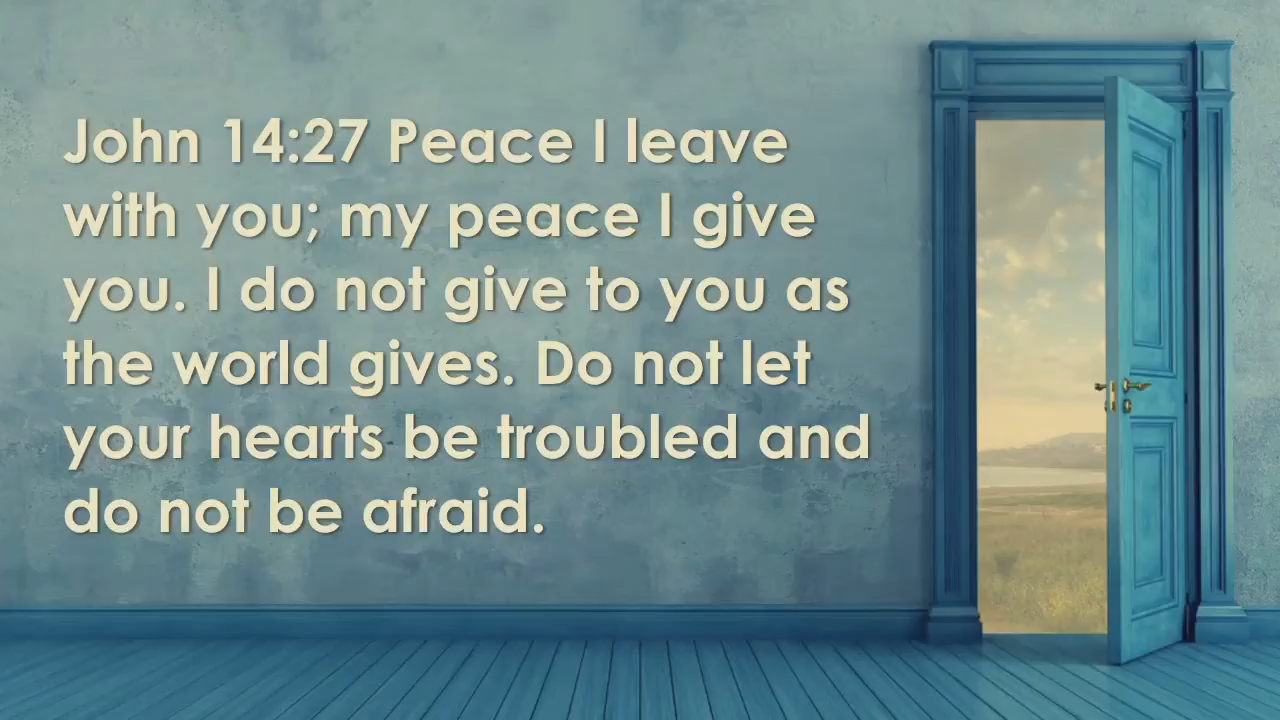 John 14:27 Peace I leave
with you; my peace I give
you. I do not give to you as
the world gives. Do not let
your hearts be troubled and
do not be afraid.